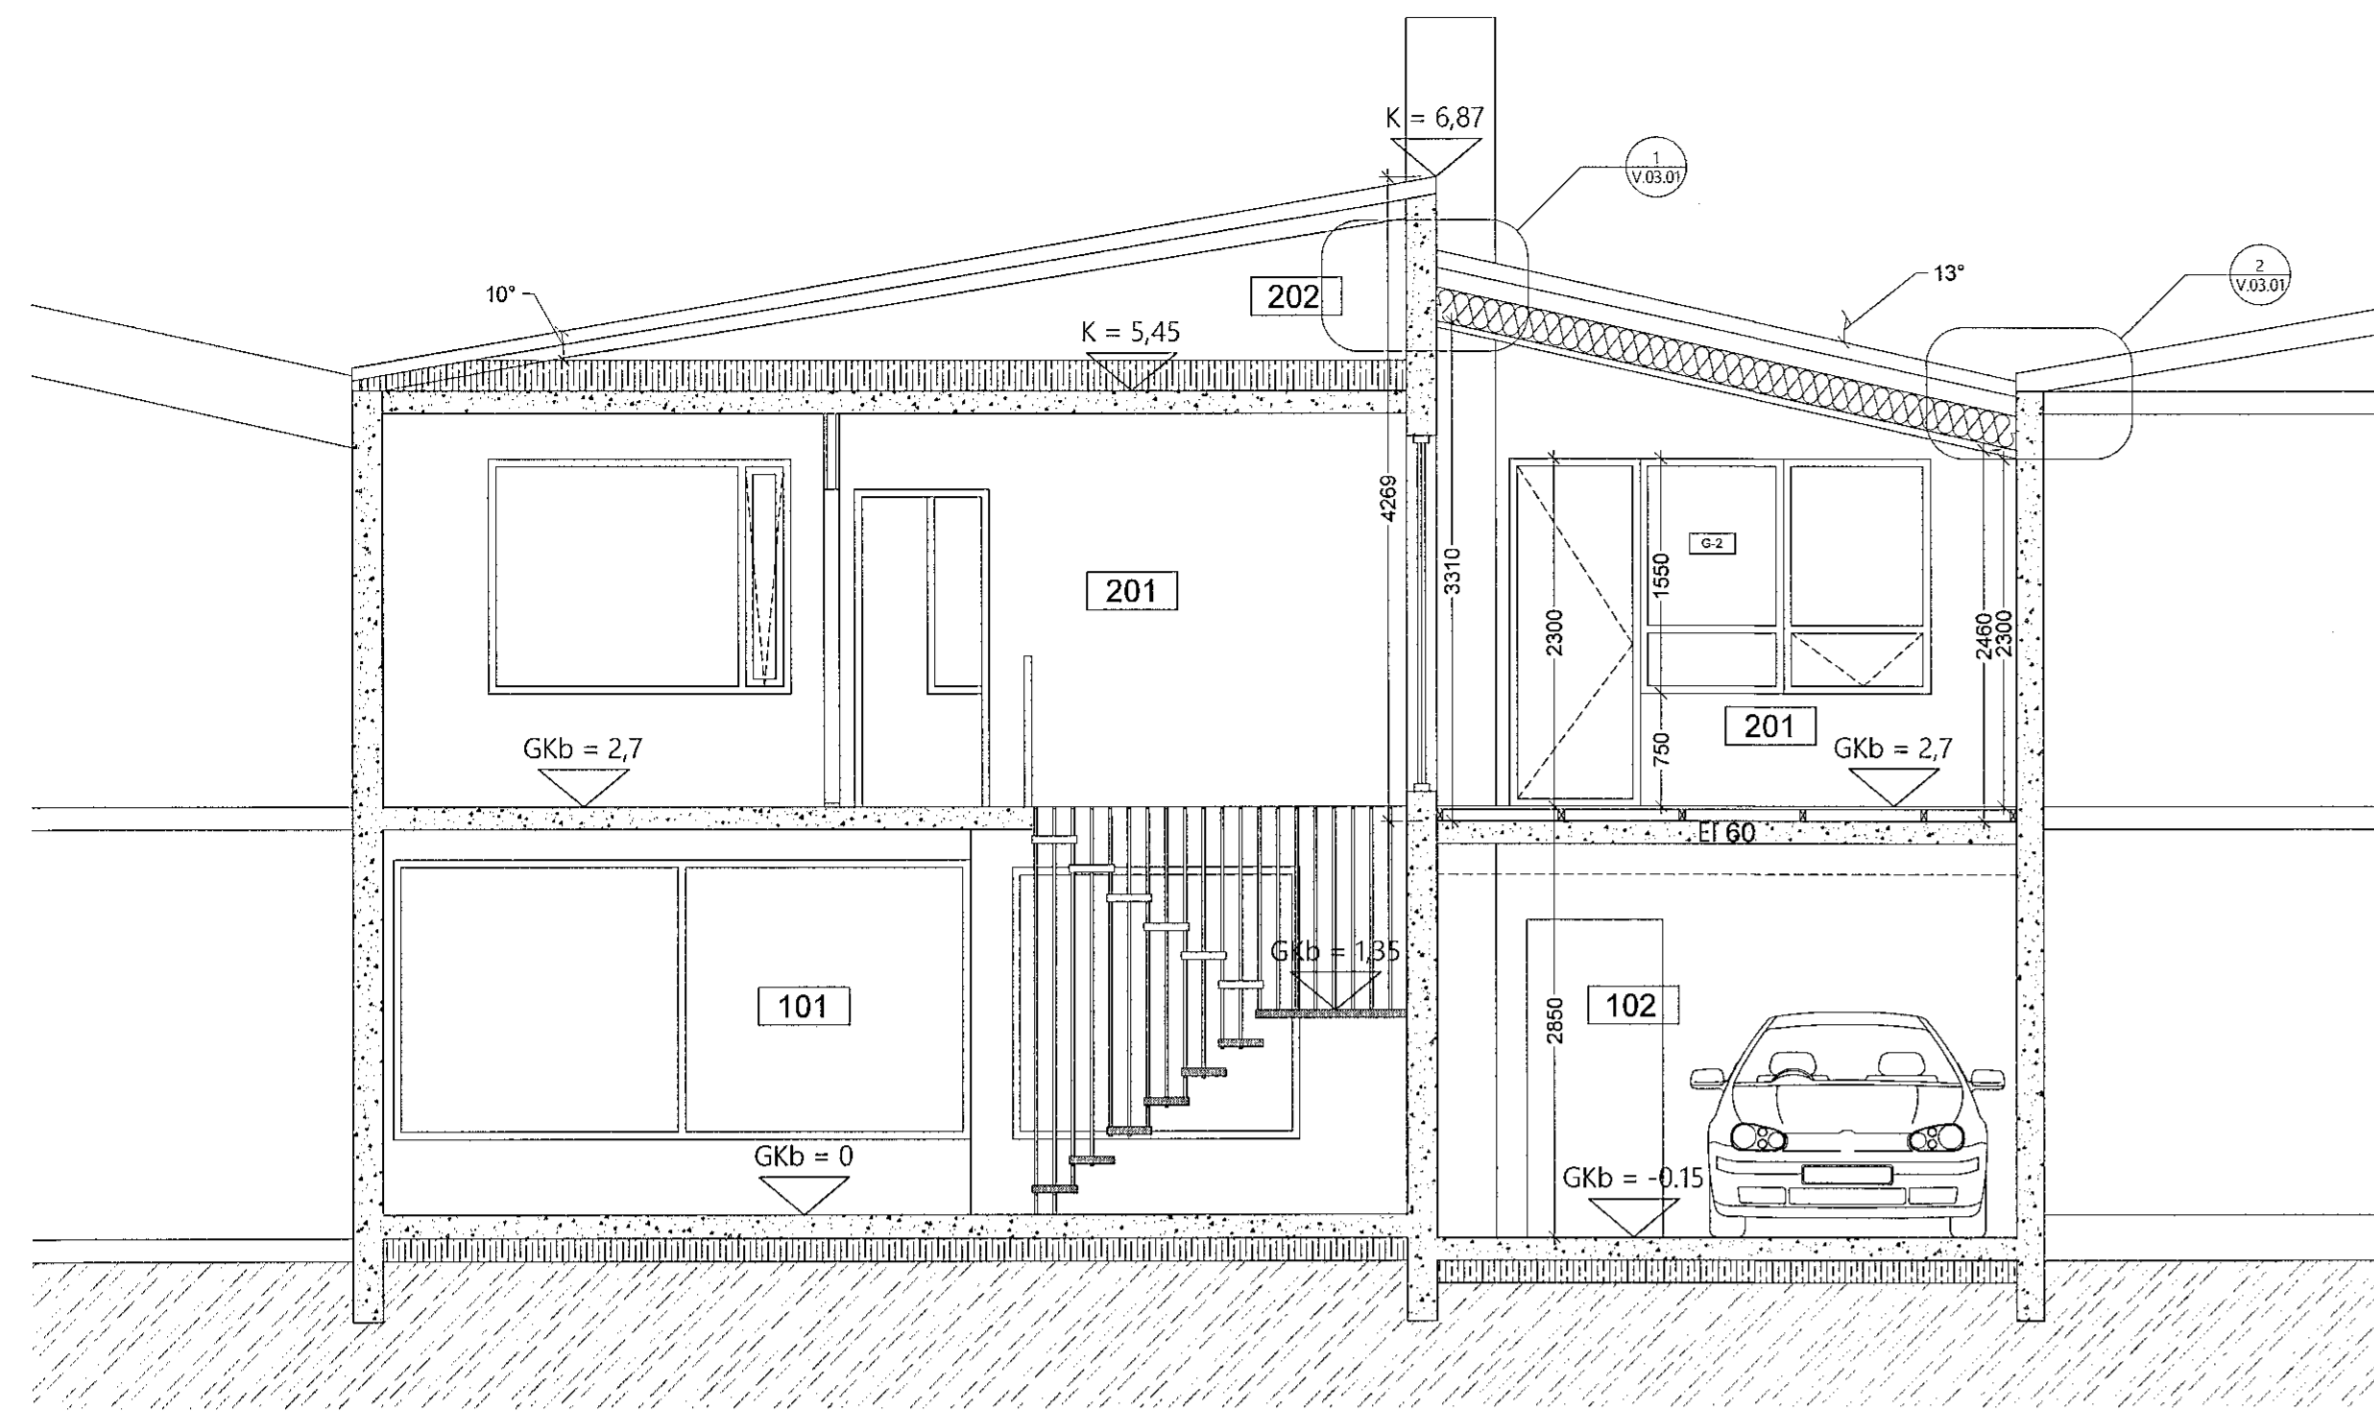 K = 6,87
1
V.03.01
13°
2
V.03.01
10°
202
K = 5,45
4269
3310
2300
1550
G-2
2460
2300
201
201
750
GKb = 2,7
GKb = 2,7
EI 60
GKb = 1,35
101
102
2850
GKb = 0
GKb = -0.15